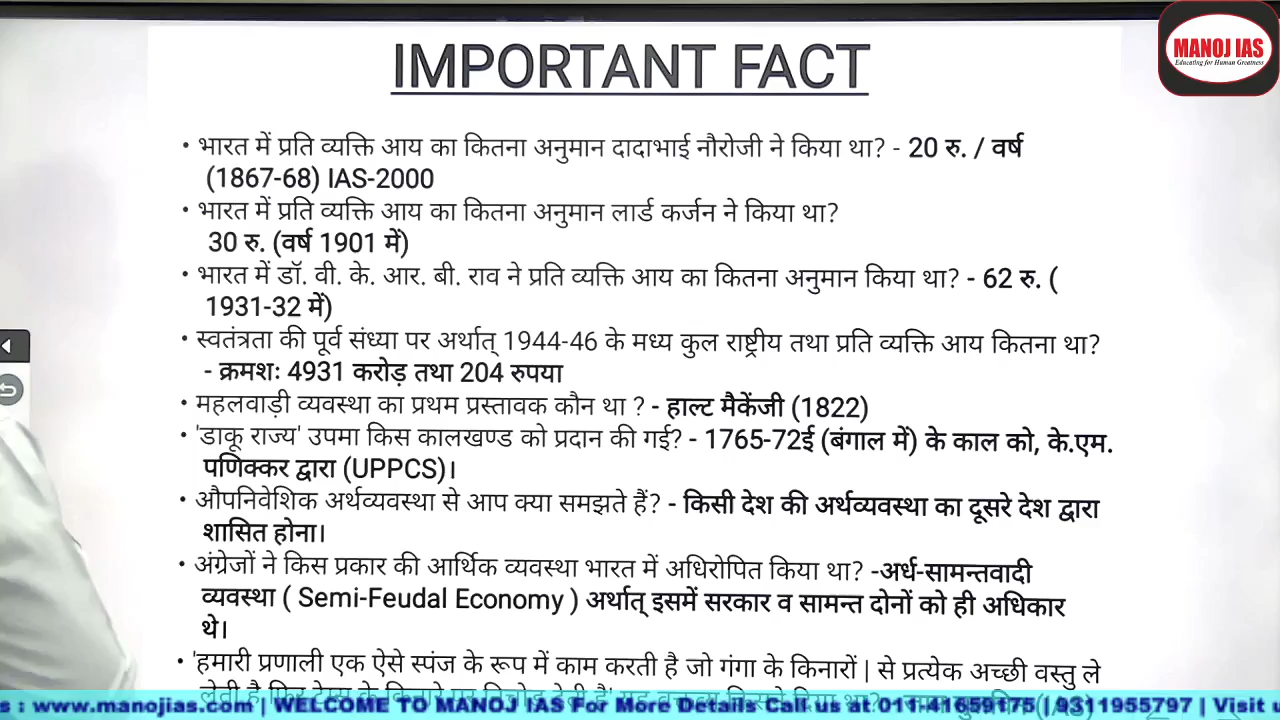 IMPORTANT FACT
MANOJ IAS
Educating for Human Greatness
• भारत में प्रति व्यक्ति आय का कितना अनुमान दादाभाई नौरोजी ने किया था? - 20 रु. / वर्ष
(1867-68) IAS-2000
• भारत में प्रति व्यक्ति आय का कितना अनुमान लार्ड कर्जन ने किया था?
30 रु. (वर्ष 1901 में)
• भारत में डॉ. वी. के. आर. बी. राव ने प्रति व्यक्ति आय का कितना अनुमान किया था? - 62 रु. (
1931-32 में)
• स्वतंत्रता की पूर्व संध्या पर अर्थात् 1944-46 के मध्य कुल राष्ट्रीय तथा प्रति व्यक्ति आय कितना था?
- क्रमशः 4931 करोड़ तथा 204 रुपया
• महलवाड़ी व्यवस्था का प्रथम प्रस्तावक कौन था ? - हाल्ट मैकेंजी (1822)
• 'डाकू राज्य' उपमा किस कालखण्ड को प्रदान की गई? - 1765-72ई (बंगाल में) के काल को, के.एम.
पणिक्कर द्वारा (UPPCS)।
• औपनिवेशिक अर्थव्यवस्था से आप क्या समझते हैं? - किसी देश की अर्थव्यवस्था का दूसरे देश द्वारा
शासित होना।
• अंग्रेजों ने किस प्रकार की आर्थिक व्यवस्था भारत में अधिरोपित किया था? -अर्ध-सामन्तवादी
व्यवस्था ( Semi-Feudal Economy ) अर्थात् इसमें सरकार व सामन्त दोनों को ही अधिकार
थे।
• 'हमारी प्रणाली एक ऐसे स्पंज के रूप में काम करती है जो गंगा के किनारों | से प्रत्येक अच्छी वस्तु ले
s : www.manojias.com | WELCOME TO MANOJ IAS For More Details Call us at 011-41659175 | 9311955797 | Visit u